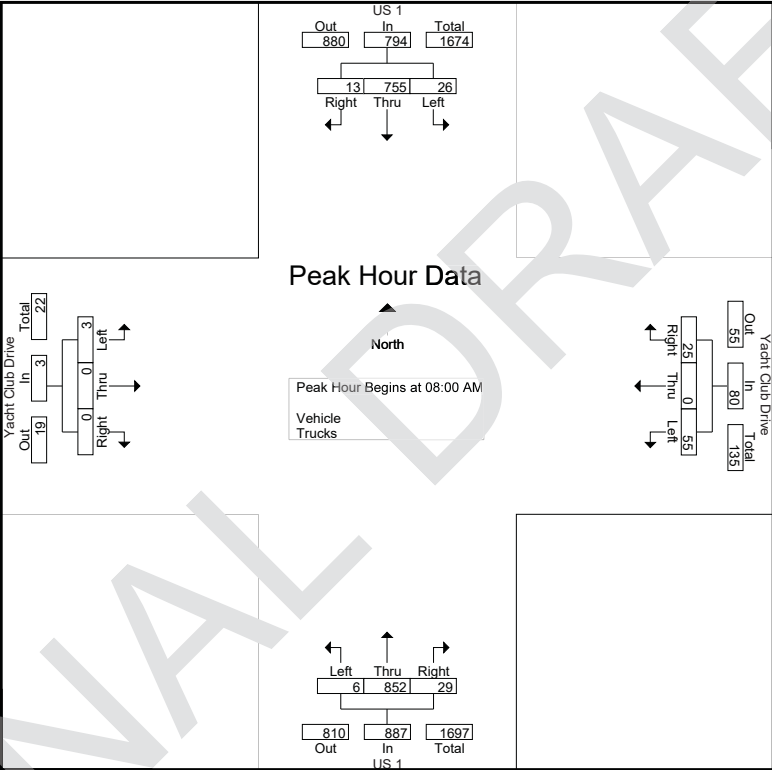 US 1
Out In Total
880 794 1674
13 755 26
Right Thru Left
Peak Hour Data
North
Peak Hour Begins at 08:00 AM
Vehicle
Trucks
Yacht Club Drive
Total In Out
22 3 19
3 0 0
Left Thru Right
Yacht Club Drive
Out In Total
55 80 135
25 0 55
Right Thru Left
Left Thru Right
6 852 29
810 887 1697
Out In Total
US 1
NAL DRAF